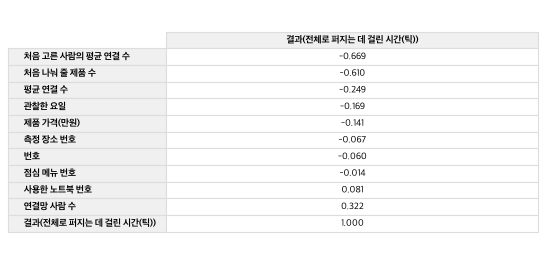 결과(전체로 퍼지는 데 걸린 시간(틱))
처음 고른 사람의 평균 연결 수 -0.669
처음 나눠 줄 제품 수 -0.610
평균 연결 수 -0.249
관찰한 요일 -0.169
제품 가격(만원) -0.141
측정 장소 번호 -0.067
번호 -0.060
점심 메뉴 번호 -0.014
사용한 노트북 번호 0.081
연결망 사람 수 0.322
결과(전체로 퍼지는 데 걸린 시간(틱)) 1.000